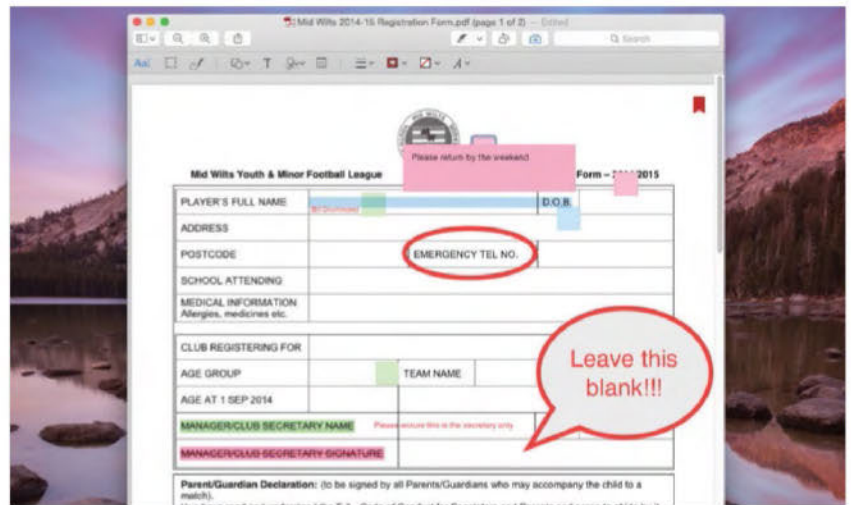 Mid Wilts 2014-15 Registration Form.pdf (page 1 of 2) — Edited
Search
Please return by the weekend
Mid Wilts Youth & Minor Football League Form – 2015
PLAYER'S FULL NAME D.O.B.
ADDRESS
POSTCODE EMERGENCY TEL NO.
SCHOOL ATTENDING
MEDICAL INFORMATION
Allergies, medicines etc.
CLUB REGISTERING FOR
AGE GROUP TEAM NAME
AGE AT 1 SEP 2014
MANAGER/CLUB SECRETARY NAME Please ensure this is the secretary only
MANAGER/CLUB SECRETARY SIGNATURE
Leave this
blank!!!
Parent/Guardian Declaration: (to be signed by all Parents/Guardians who may accompany the child to a
match).